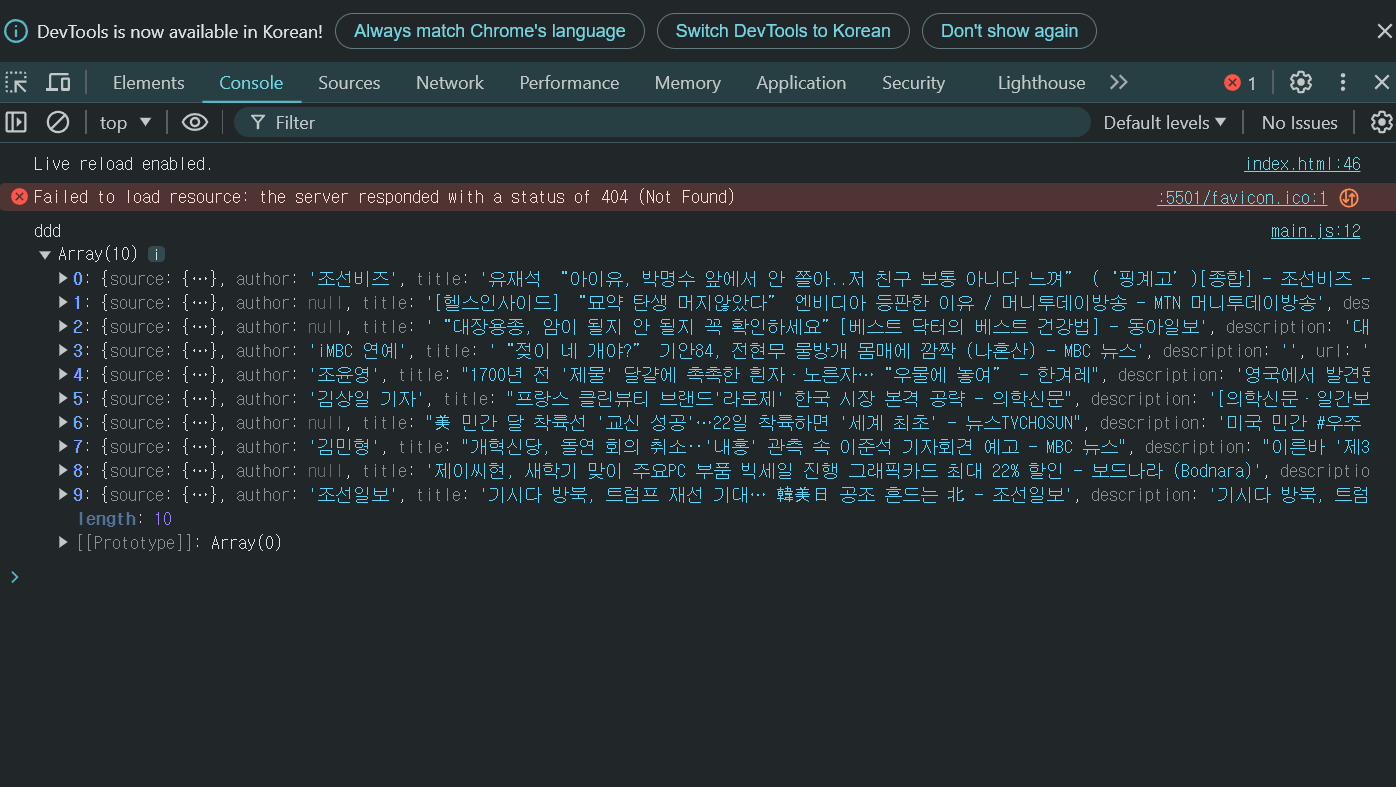 DevTools is now available in Korean! Always match Chrome's language Switch DevTools to Korean Don't show again
Elements Console Sources Network Performance Memory Application Security Lighthouse 1
top Filter Default levels No Issues
Live reload enabled. index.html:46
Failed to load resource: the server responded with a status of 404 (Not Found) :5501/favicon.ico:1
ddd main.js:12
Array(10) i
0: {source: {…}, author: '조선비즈', title: '유재석 “아이유, 박명수 앞에서 안 쫄아..저 친구 보통 아니다 느껴” (‘핑계고’)[종합] - 조선비즈 -
1: {source: {…}, author: null, title: '[헬스인사이드] “묘약 탄생 머지않았다” 엔비디아 등판한 이유 / 머니투데이방송 - MTN 머니투데이방송', des
2: {source: {…}, author: null, title: '“대장용종, 암이 될지 안 될지 꼭 확인하세요”[베스트 닥터의 베스트 건강법] - 동아일보', description: '대
3: {source: {…}, author: 'iMBC 연예', title: '“젖이 네 개야?” 기안84, 전현무 물방개 몸매에 깜짝 (나혼산) - MBC 뉴스', description: '', url: '
4: {source: {…}, author: '조윤영', title: "1700년 전 '제물' 달걀에 촉촉한 흰자·노른자…“우물에 놓여” - 한겨레", description: '영국에서 발견된
5: {source: {…}, author: '김상일 기자', title: "프랑스 클린뷰티 브랜드'라로제' 한국 시장 본격 공략 - 의학신문", description: '[의학신문·일간보
6: {source: {…}, author: null, title: "美 민간 달 착륙선 '교신 성공'…22일 착륙하면 '세계 최초' - 뉴스TVCHOSUN", description: '미국 민간 #우주
7: {source: {…}, author: '김민형', title: "개혁신당, 돌연 회의 취소‥'내홍' 관측 속 이준석 기자회견 예고 - MBC 뉴스", description: "이른바 '제3
8: {source: {…}, author: null, title: '제이씨현, 새학기 맞이 주요PC 부품 빅세일 진행 그래픽카드 최대 22% 할인 - 보드나라 (Bodnara)', descriptio
9: {source: {…}, author: '조선일보', title: '기시다 방북, 트럼프 재선 기대… 韓美日 공조 흔드는 北 - 조선일보', description: '기시다 방북, 트럼
length: 10
[[Prototype]]: Array(0)